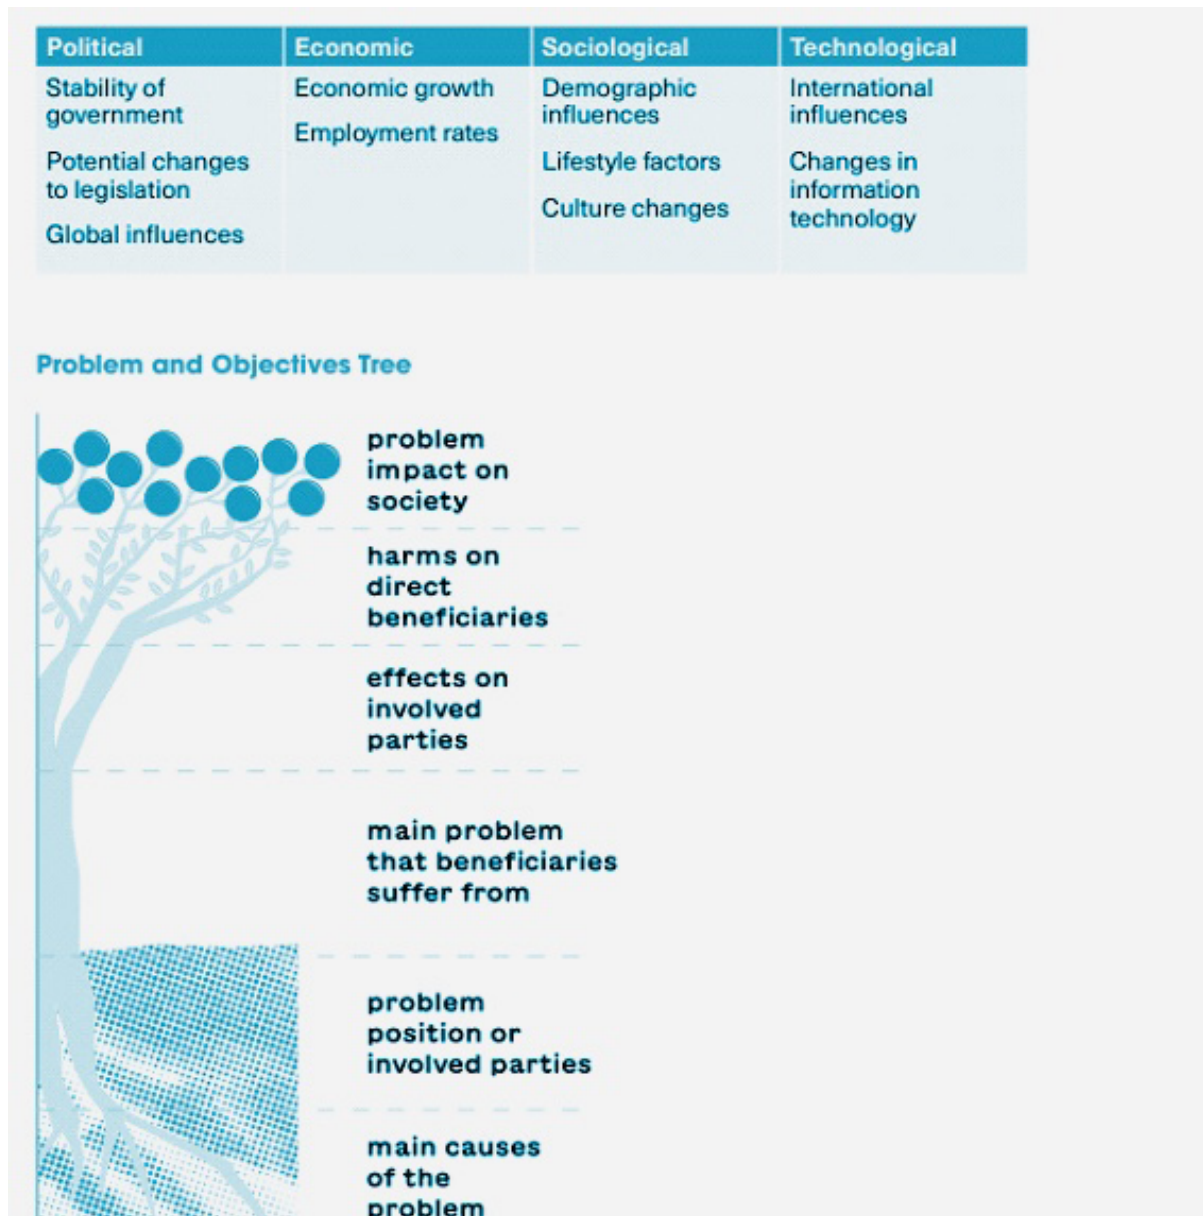 Political Economic Sociological Technological
Stability of
government
Potential changes
to legislation
Global influences
Economic growth
Employment rates
Demographic
influences
Lifestyle factors
Culture changes
International
influences
Changes in
information
technology
Problem and Objectives Tree
problem
impact on
society
harms on
direct
beneficiaries
effects on
involved
parties
main problem
that beneficiaries
suffer from
problem
position or
involved parties
main causes
of the
problem